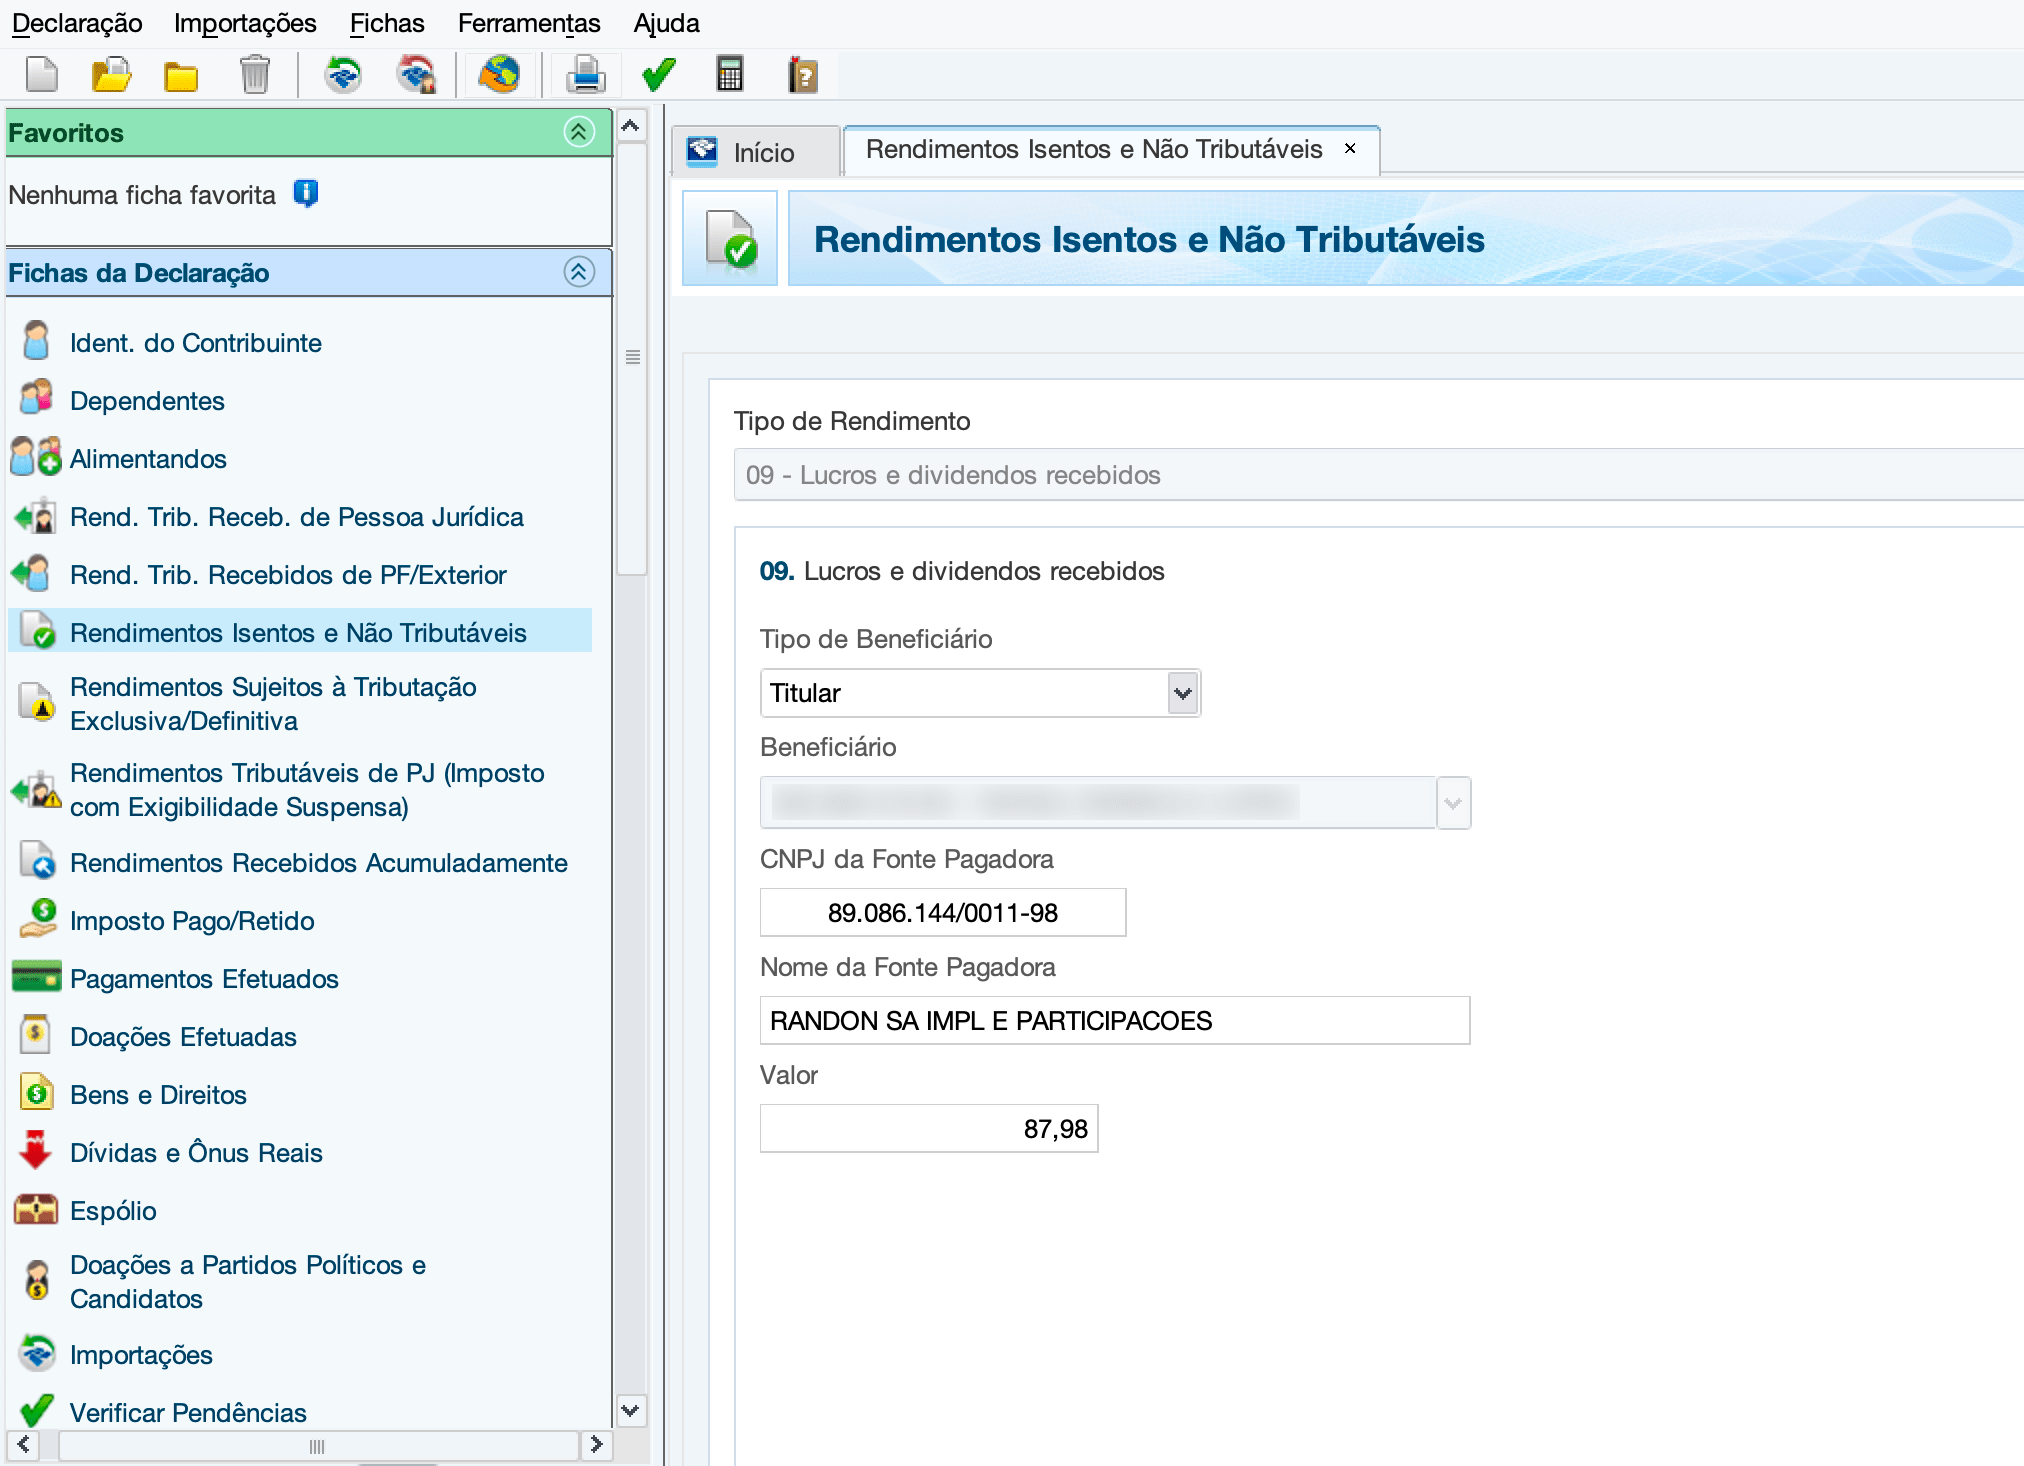 Declaração Importações Fichas Ferramentas Ajuda
Favoritos
Nenhuma ficha favorita
Fichas da Declaração
Ident. do Contribuinte
Dependentes
Alimentandos
Rend. Trib. Receb. de Pessoa Jurídica
Rend. Trib. Recebidos de PF/Exterior
Rendimentos Isentos e Não Tributáveis
Rendimentos Sujeitos à Tributação
Exclusiva/Definitiva
Rendimentos Tributáveis de PJ (Imposto
com Exigibilidade Suspensa)
Rendimentos Recebidos Acumuladamente
Imposto Pago/Retido
Pagamentos Efetuados
Doações Efetuadas
Bens e Direitos
Dívidas e Ônus Reais
Espólio
Doações a Partidos Políticos e
Candidatos
Importações
Verificar Pendências
Início Rendimentos Isentos e Não Tributáveis ×
Rendimentos Isentos e Não Tributáveis
Tipo de Rendimento
09 - Lucros e dividendos recebidos
09. Lucros e dividendos recebidos
Tipo de Beneficiário
Titular
Beneficiário
CNPJ da Fonte Pagadora
89.086.144/0011-98
Nome da Fonte Pagadora
RANDON SA IMPL E PARTICIPACOES
Valor
87,98